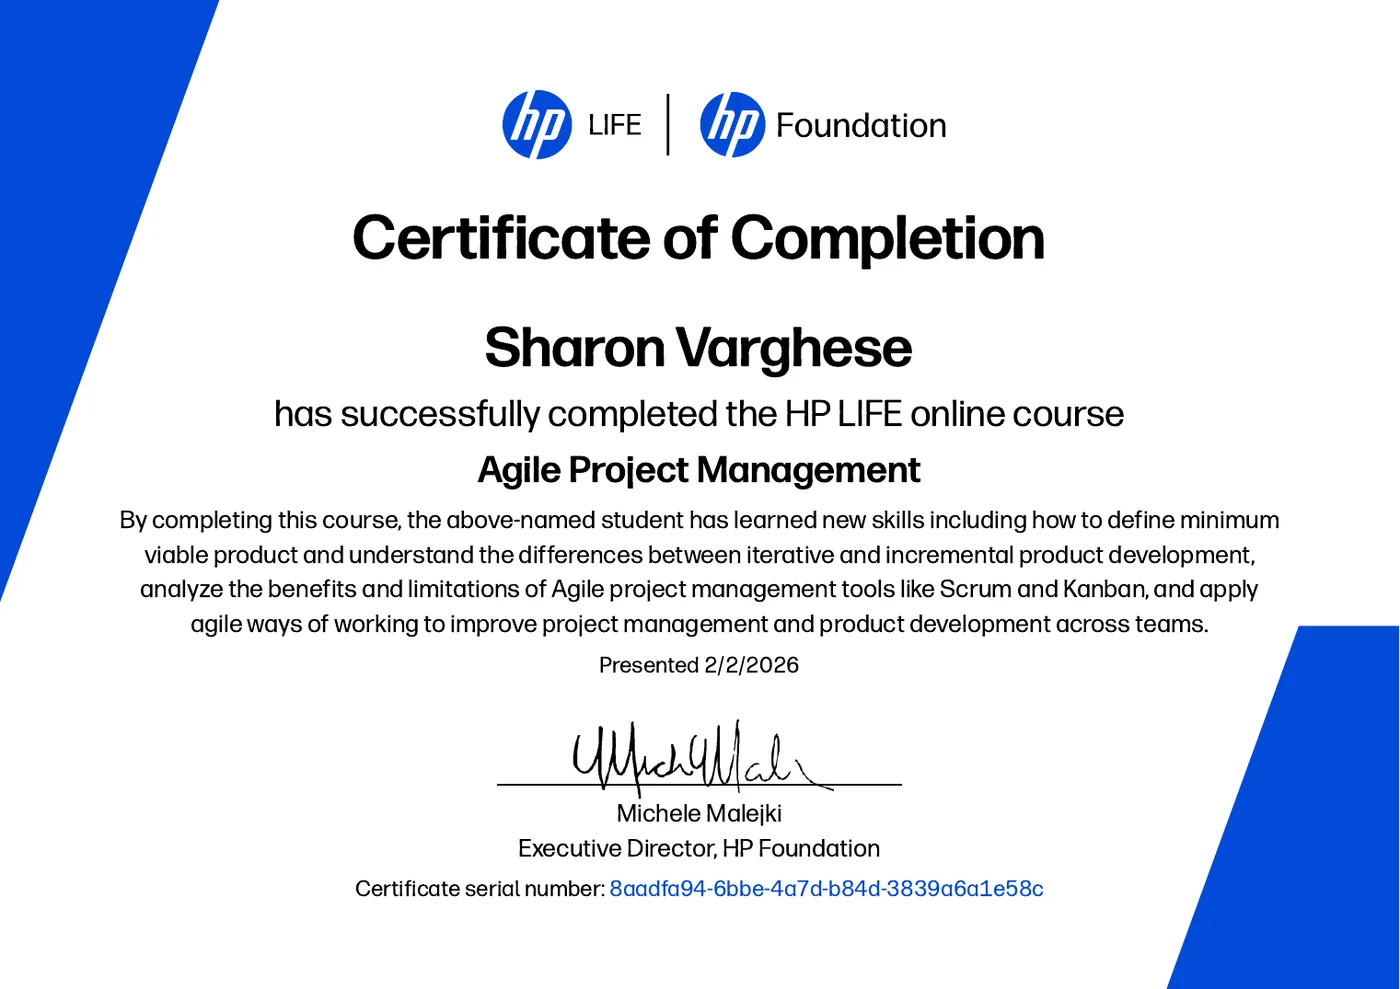 hp LIFE | hp Foundation
Certificate of Completion
Sharon Varghese
has successfully completed the HP LIFE online course
Agile Project Management
By completing this course, the above-named student has learned new skills including how to define minimum
viable product and understand the differences between iterative and incremental product development,
analyze the benefits and limitations of Agile project management tools like Scrum and Kanban, and apply
agile ways of working to improve project management and product development across teams.
Presented 2/2/2026
Michele Malejki
Executive Director, HP Foundation
Certificate serial number: 8aadfa94-6bbe-4a7d-b84d-3839a6a1e58c